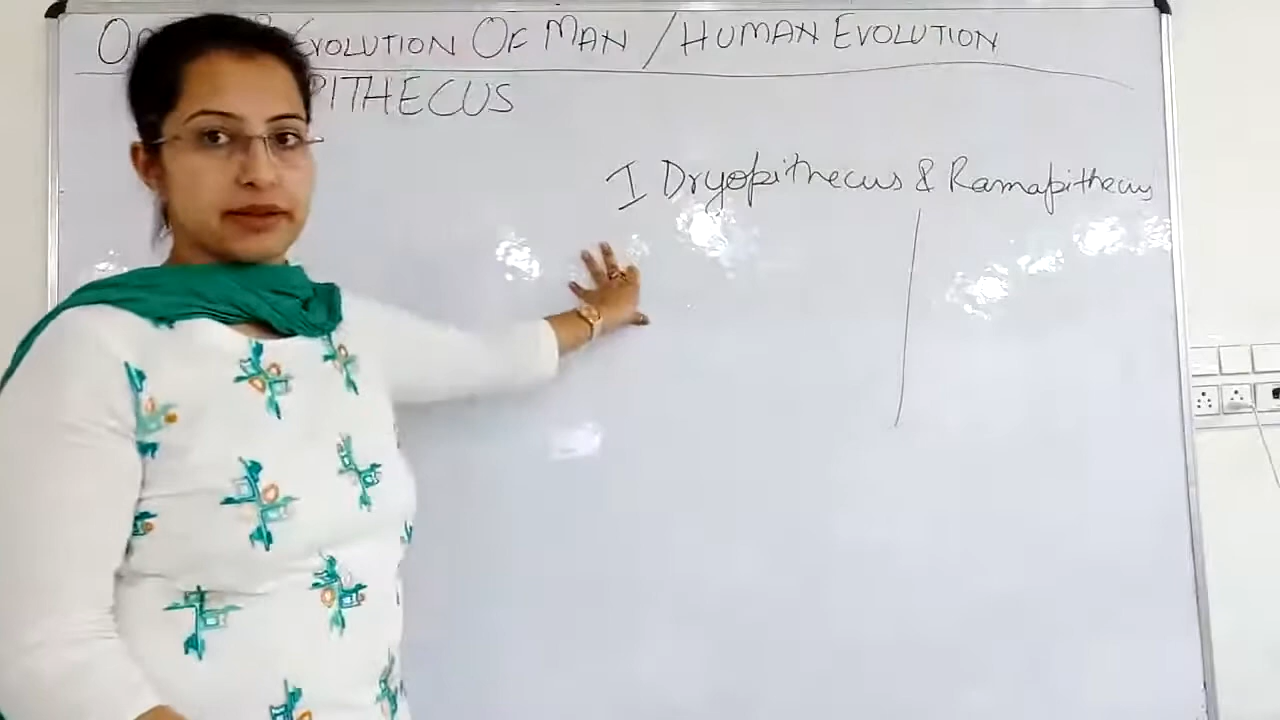 EVOLUTION OF MAN / HUMAN EVOLUTION
PITHECUS
I Dryopithecus & Ramapithecus